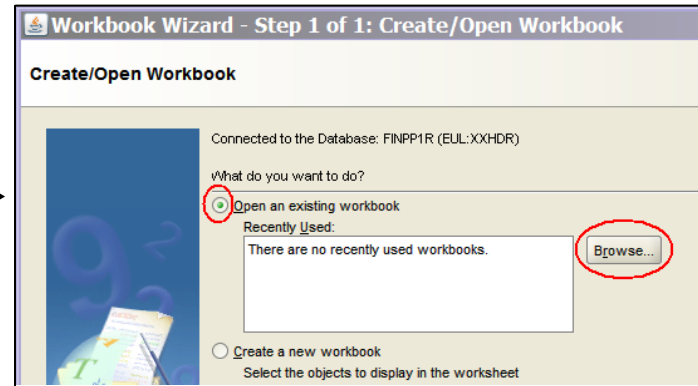 Workbook Wizard - Step 1 of 1: Create/Open Workbook
Create/Open Workbook
Connected to the Database: FINPP1R (EUL:XXHDR)
What do you want to do?
Open an existing workbook
Recently Used:
There are no recently used workbooks.
Browse...
Create a new workbook
Select the objects to display in the worksheet